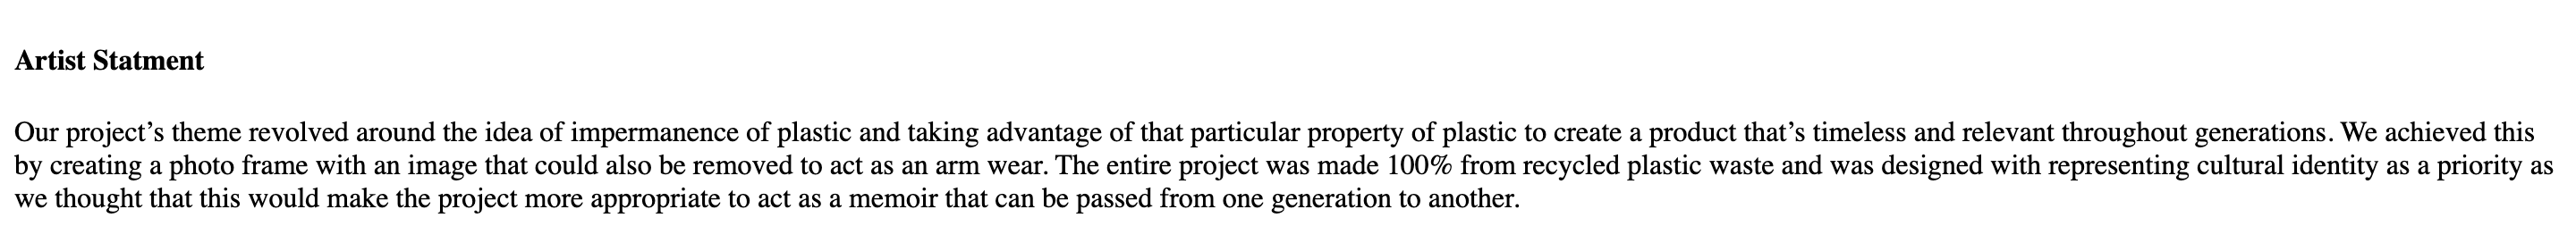 Artist Statment
Our project’s theme revolved around the idea of impermanence of plastic and taking advantage of that particular property of plastic to create a product that’s timeless and relevant throughout generations. We achieved this
by creating a photo frame with an image that could also be removed to act as an arm wear. The entire project was made 100% from recycled plastic waste and was designed with representing cultural identity as a priority as
we thought that this would make the project more appropriate to act as a memoir that can be passed from one generation to another.